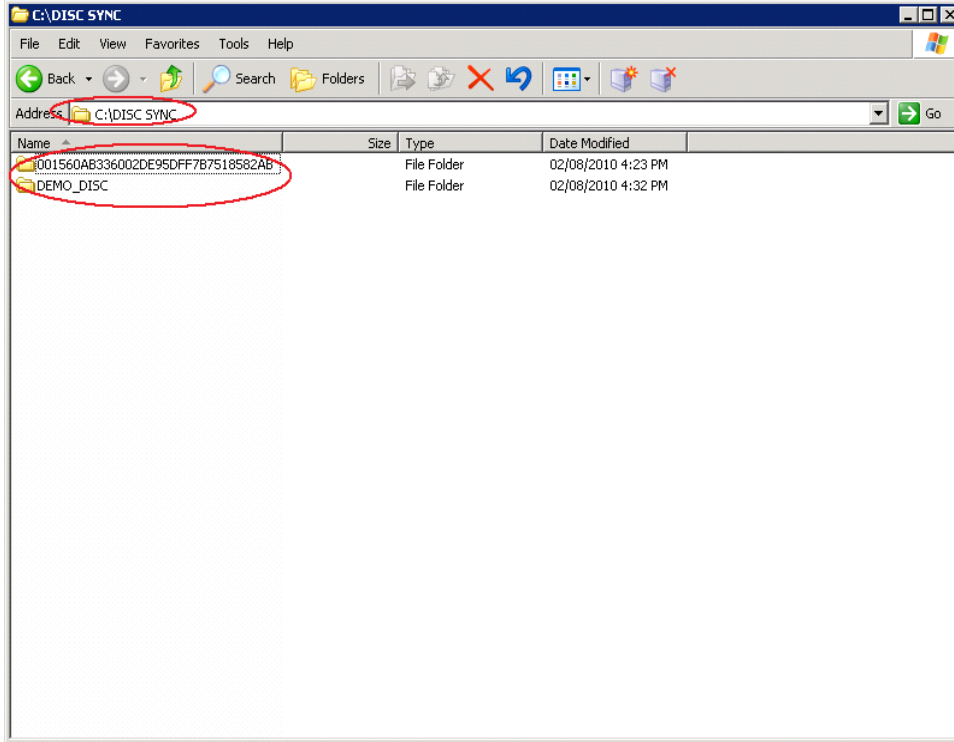 C:\DISC SYNC
File Edit View Favorites Tools Help
Back Search Folders
Address C:\DISC SYNC Go
Name Size Type Date Modified
001560AB336002DE95DFF7B7518582AB File Folder 02/08/2010 4:23 PM
DEMO_DISC File Folder 02/08/2010 4:32 PM